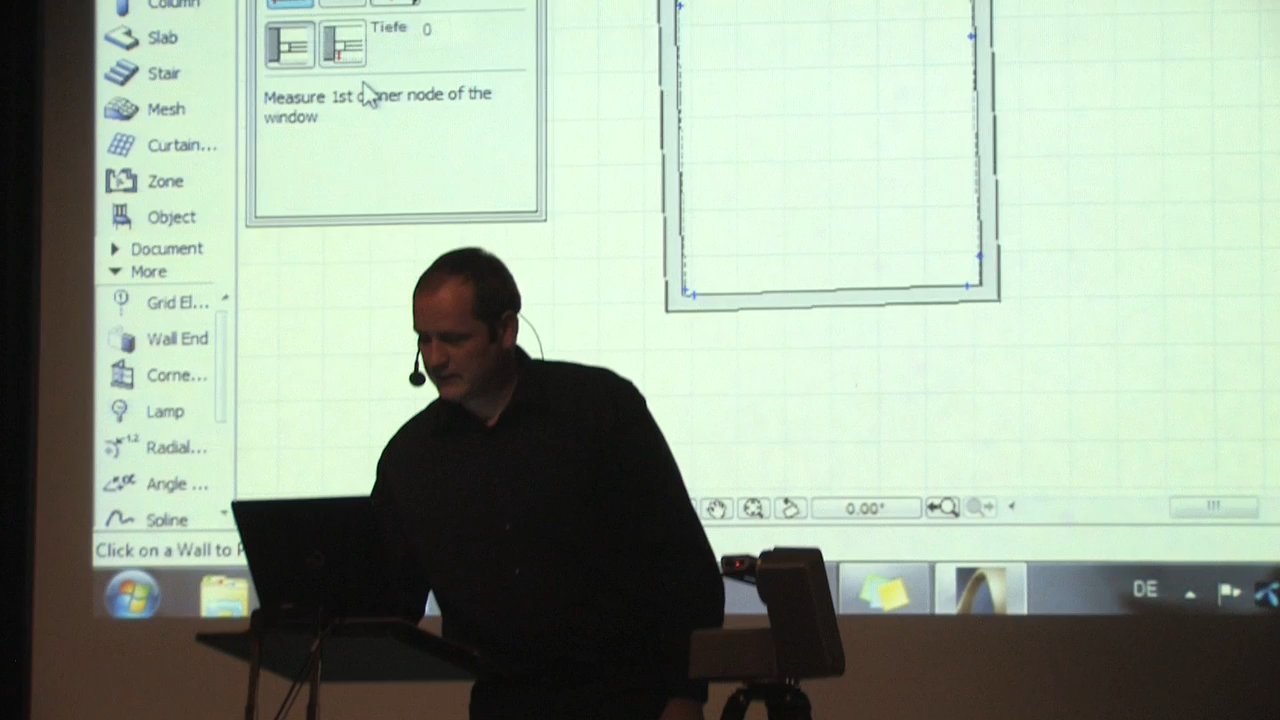 Column
Slab
Stair
Mesh
Curtain...
Zone
Object
Document
More
Grid El...
Wall End
Corne...
Lamp
Radial...
Angle ...
Spline
Click on a Wall to
Tiefe 0
Measure 1st corner node of the
window
0.00°
DE